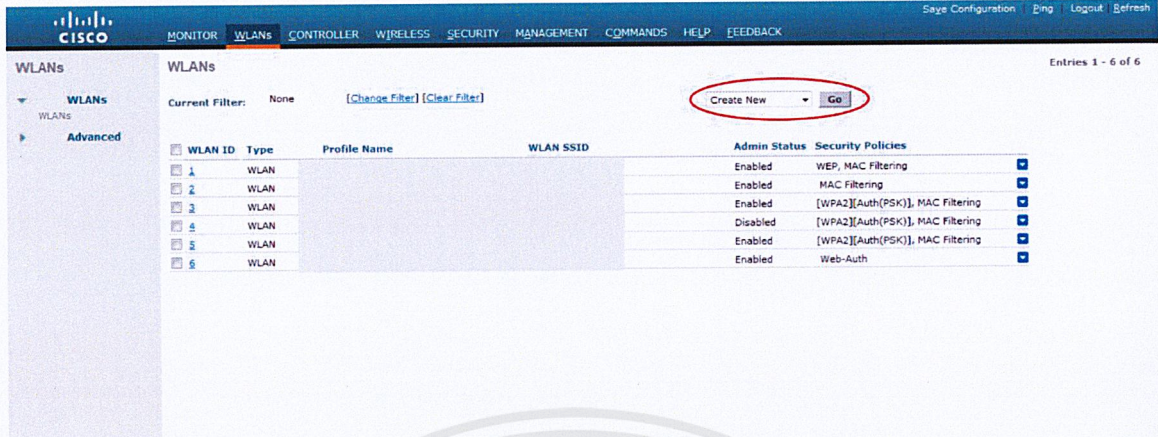 Save Configuration Ping Logout Refresh
CISCO
MONITOR WLANs CONTROLLER WIRELESS SECURITY MANAGEMENT COMMANDS HELP FEEDBACK
WLANs
WLANs
WLANs
Advanced
WLANs
Entries 1 - 6 of 6
Current Filter: None [Change Filter] [Clear Filter]
Create New Go
WLAN ID Type Profile Name WLAN SSID Admin Status Security Policies
1 WLAN Enabled WEP, MAC Filtering
2 WLAN Enabled MAC Filtering
3 WLAN Enabled [WPA2][Auth(PSK)], MAC Filtering
4 WLAN Disabled [WPA2][Auth(PSK)], MAC Filtering
5 WLAN Enabled [WPA2][Auth(PSK)], MAC Filtering
6 WLAN Enabled Web-Auth